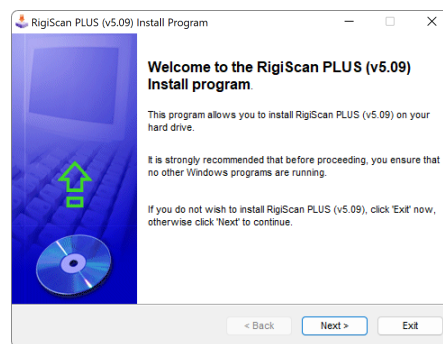 RigiScan PLUS (v5.09) Install Program
Welcome to the RigiScan PLUS (v5.09)
Install program.
This program allows you to install RigiScan PLUS (v5.09) on your
hard drive.
It is strongly recommended that before proceeding, you ensure that
no other Windows programs are running.
If you do not wish to install RigiScan PLUS (v5.09), click 'Exit' now,
otherwise click 'Next' to continue.
< Back
Next >
Exit